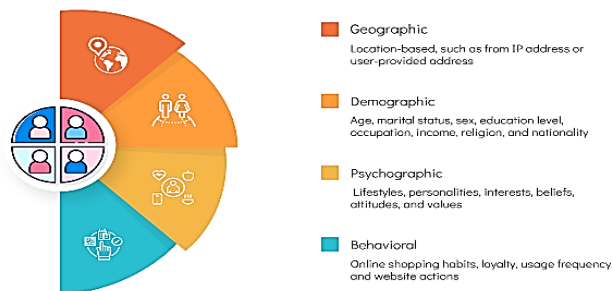 Geographic
Location-based, such as from IP address or
user-provided address
Demographic
Age, marital status, sex, education level,
occupation, income, religion, and nationality
Psychographic
Lifestyles, personalities, interests, beliefs,
attitudes, and values
Behavioral
Online shopping habits, loyalty, usage frequency
and website actions